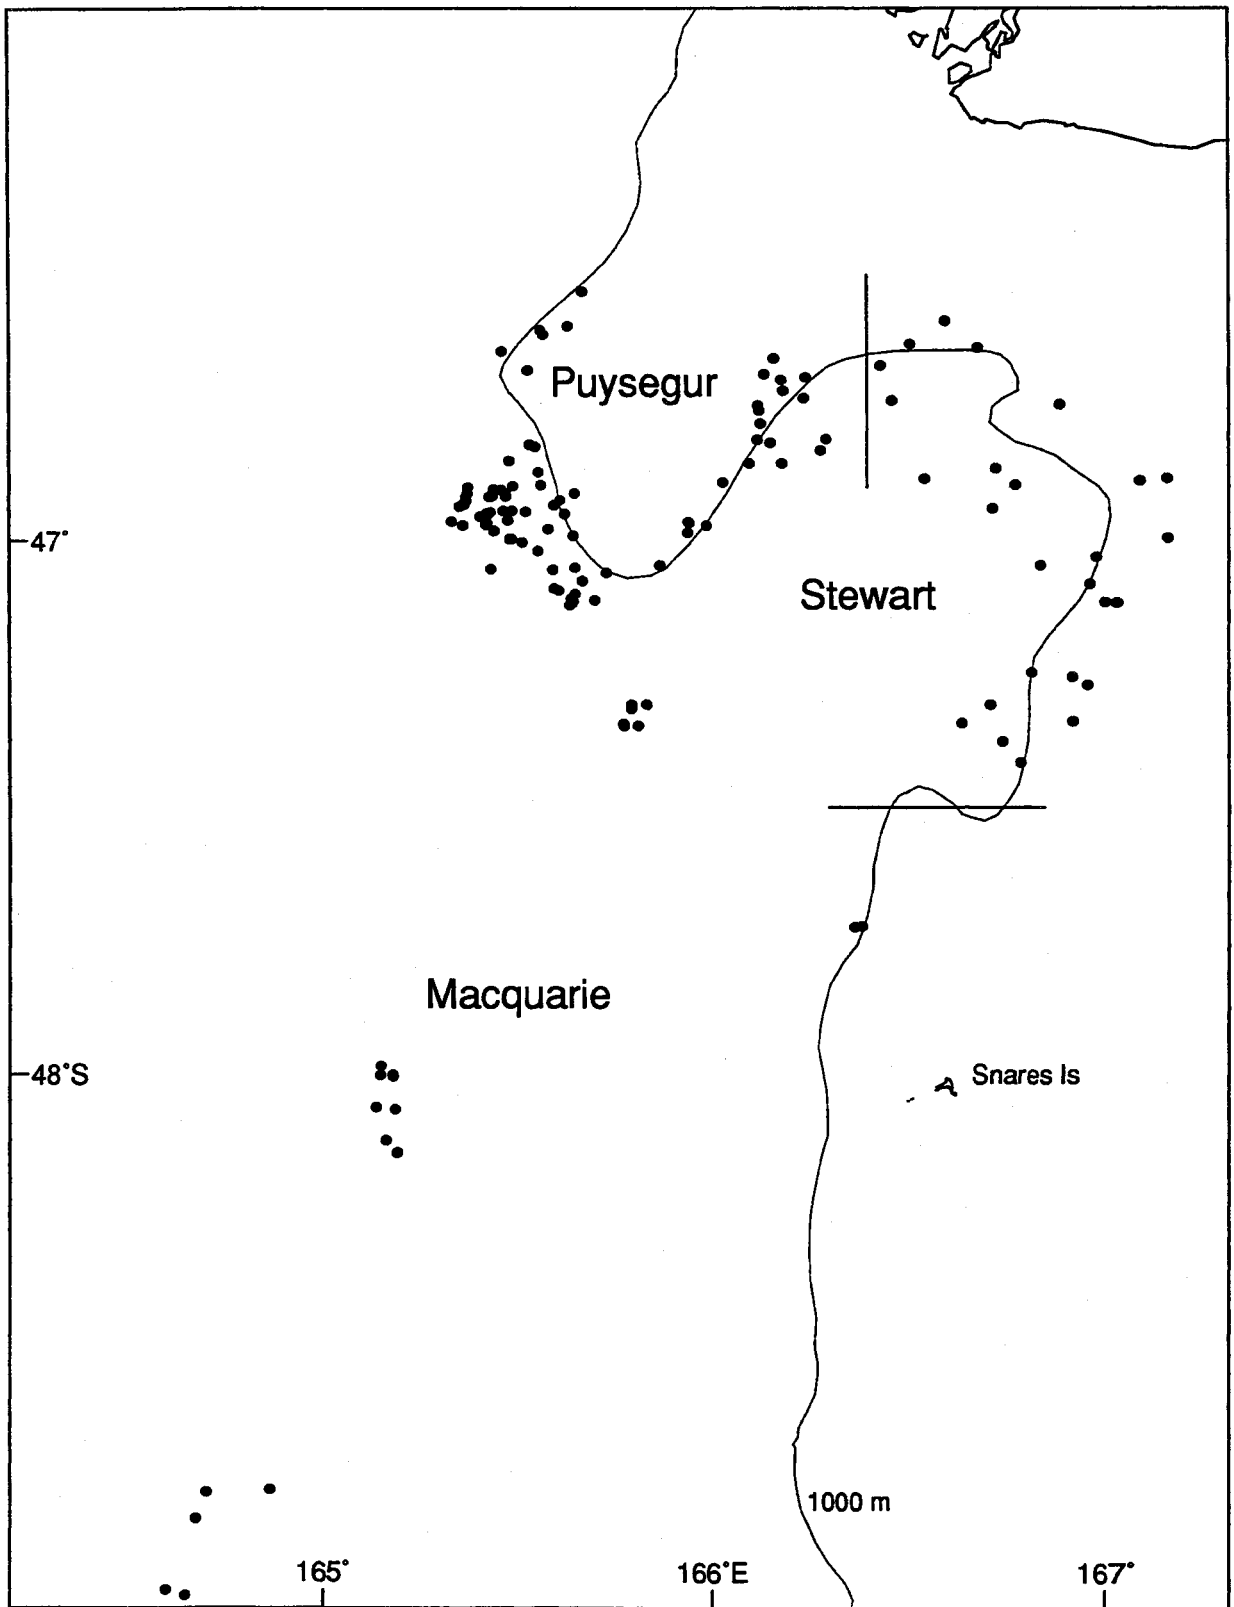 Puysegur
47°
Stewart
Macquarie
48°S
Snares Is
1000 m
165°
166°E
167°